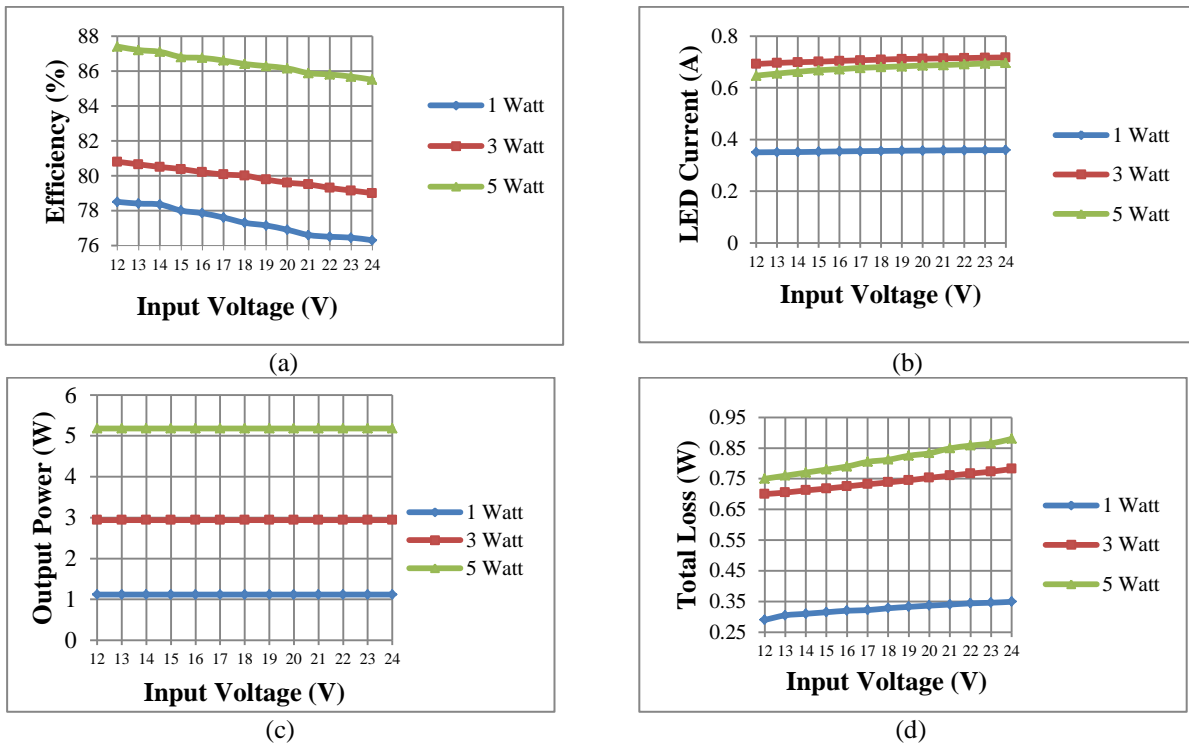 88
86
84
82
80
78
76
Efficiency (%)
12 13 14 15 16 17 18 19 20 21 22 23 24
Input Voltage (V)
1 Watt
3 Watt
5 Watt
(a)
0.8
0.6
0.4
0.2
0
LED Current (A)
12 13 14 15 16 17 18 19 20 21 22 23 24
Input Voltage (V)
1 Watt
3 Watt
5 Watt
(b)
6
5
4
3
2
1
0
Output Power (W)
12 13 14 15 16 17 18 19 20 21 22 23 24
Input Voltage (V)
1 Watt
3 Watt
5 Watt
(c)
0.95
0.85
0.75
0.65
0.55
0.45
0.35
0.25
Total Loss (W)
12 13 14 15 16 17 18 19 20 21 22 23 24
Input Voltage (V)
1 Watt
3 Watt
5 Watt
(d)